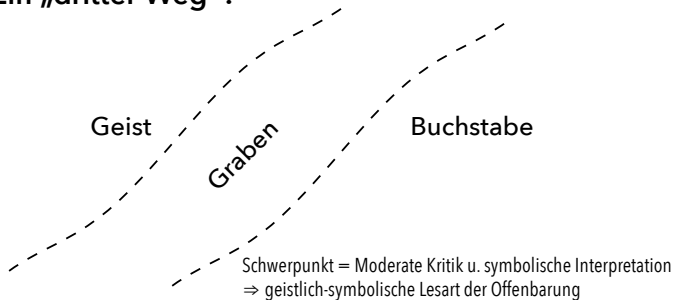 Ein „dritter Weg“?
Geist
Graben
Buchstabe
Schwerpunkt = Moderate Kritik u. symbolische Interpretation
⇒ geistlich-symbolische Lesart der Offenbarung